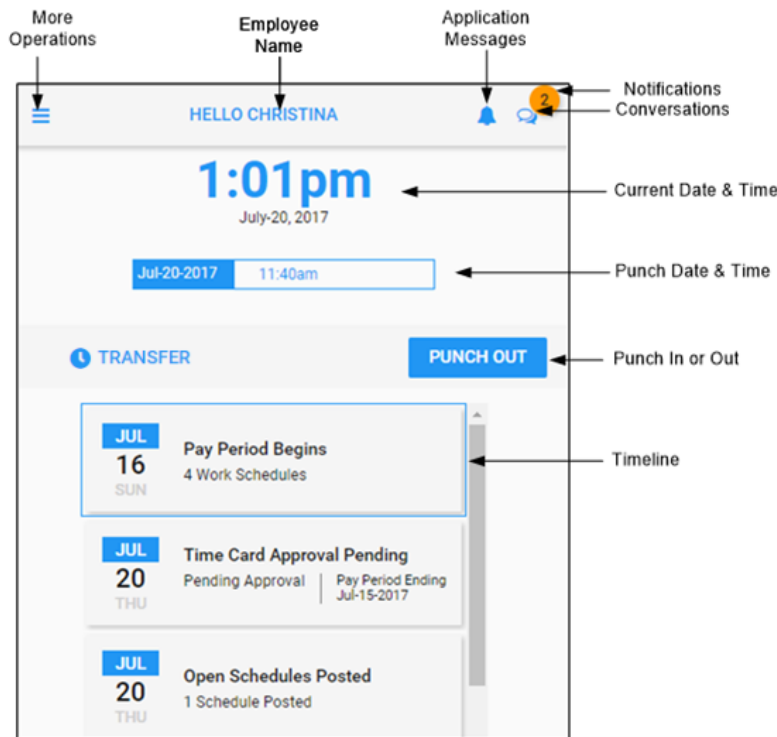 More
Operations
Employee
Name
Application
Messages
Notifications
Conversations
HELLO CHRISTINA
2
1:01pm
July-20, 2017
Current Date & Time
Jul-20-2017
11:40am
Punch Date & Time
TRANSFER
PUNCH OUT
Punch In or Out
JUL
16
SUN
Pay Period Begins
4 Work Schedules
Timeline
JUL
20
THU
Time Card Approval Pending
Pending Approval
Pay Period Ending
Jul-15-2017
JUL
20
THU
Open Schedules Posted
1 Schedule Posted